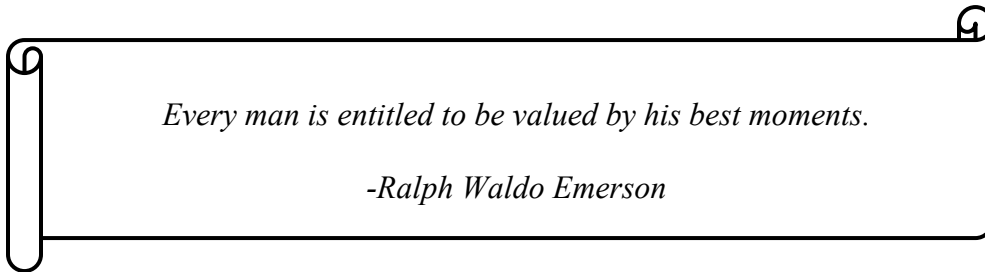 Every man is entitled to be valued by his best moments.
-Ralph Waldo Emerson